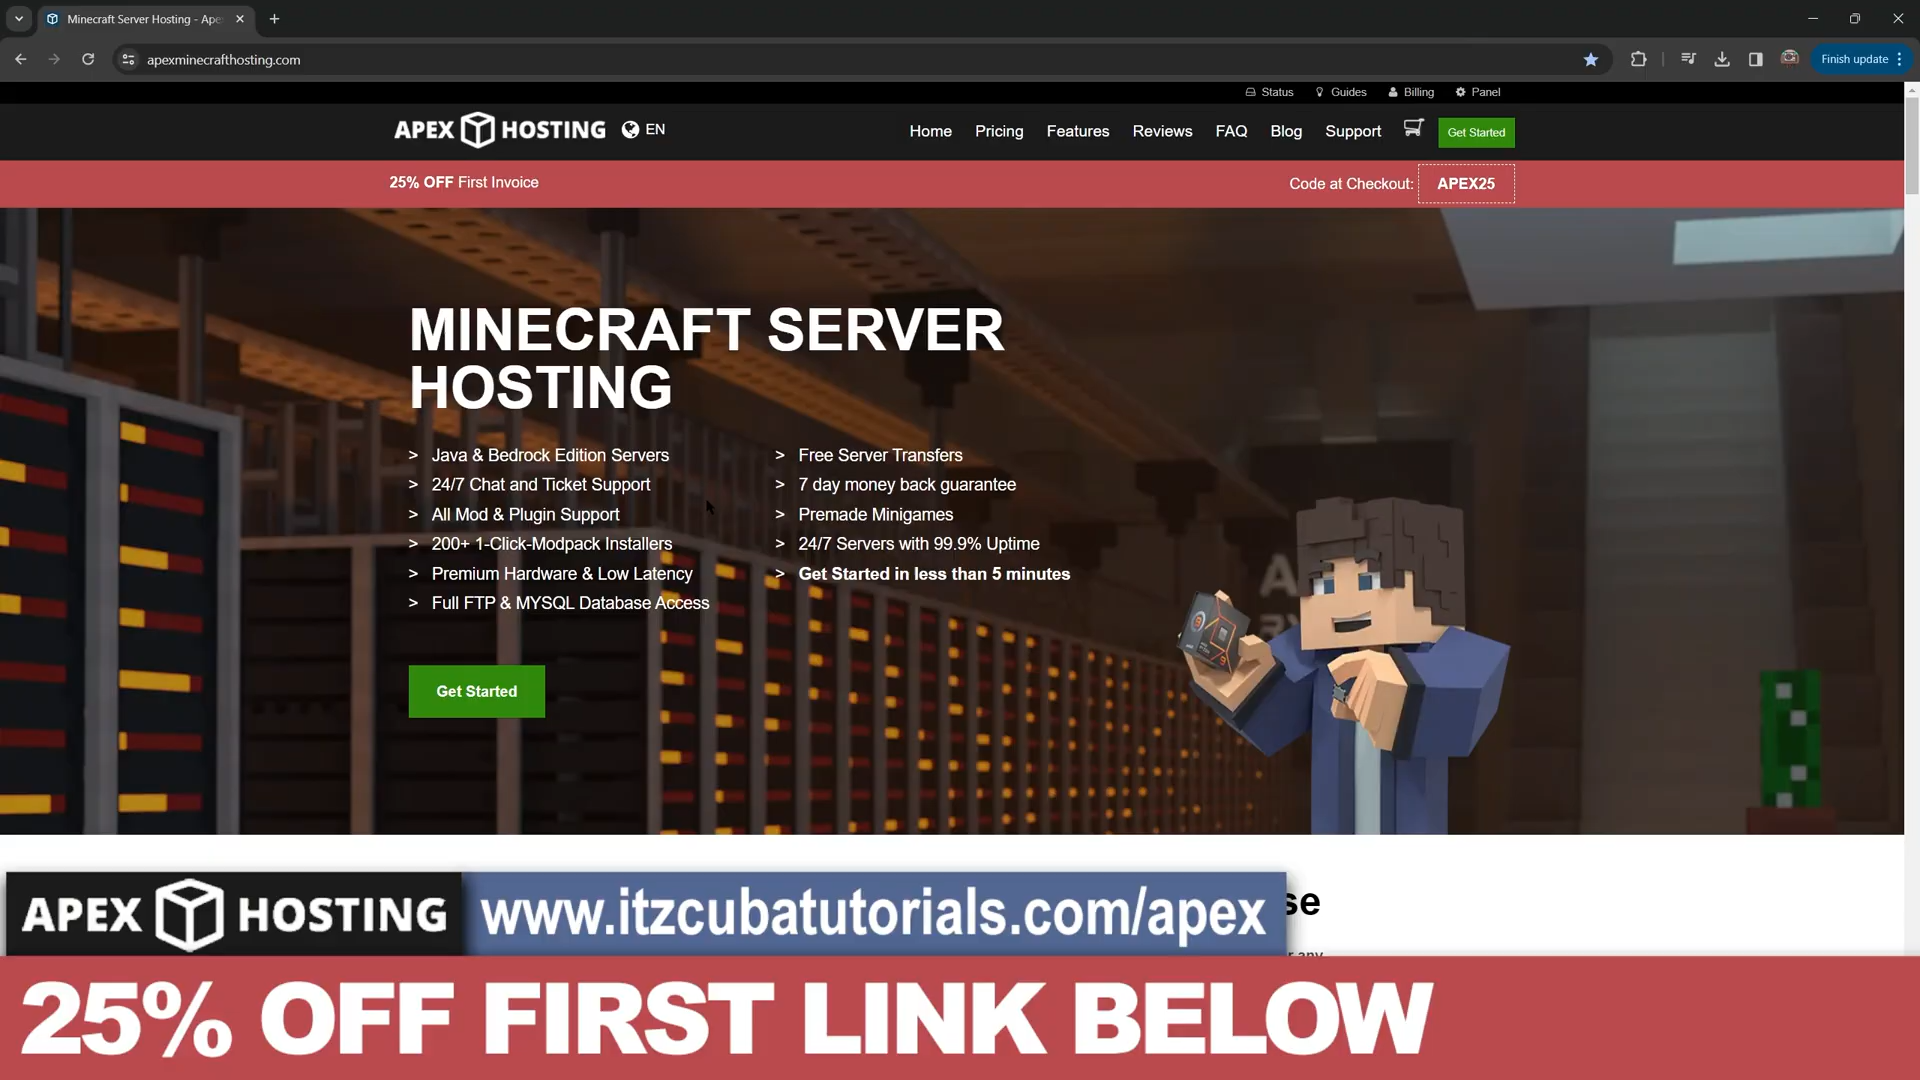 Minecraft Server Hosting - Ape
apexminecrafthosting.com
Finish update
Status
Guides
Billing
Panel
APEX HOSTING
EN
Home
Pricing
Features
Reviews
FAQ
Blog
Support
Get Started
25% OFF First Invoice
Code at Checkout:
APEX25
MINECRAFT SERVER
HOSTING
> Java & Bedrock Edition Servers
> 24/7 Chat and Ticket Support
> All Mod & Plugin Support
> 200+ 1-Click-Modpack Installers
> Premium Hardware & Low Latency
> Full FTP & MYSQL Database Access
> Free Server Transfers
> 7 day money back guarantee
> Premade Minigames
> 24/7 Servers with 99.9% Uptime
> Get Started in less than 5 minutes
Get Started
se
APEX HOSTING
www.itzcubatutorials.com/apex
any
25% OFF FIRST LINK BELOW